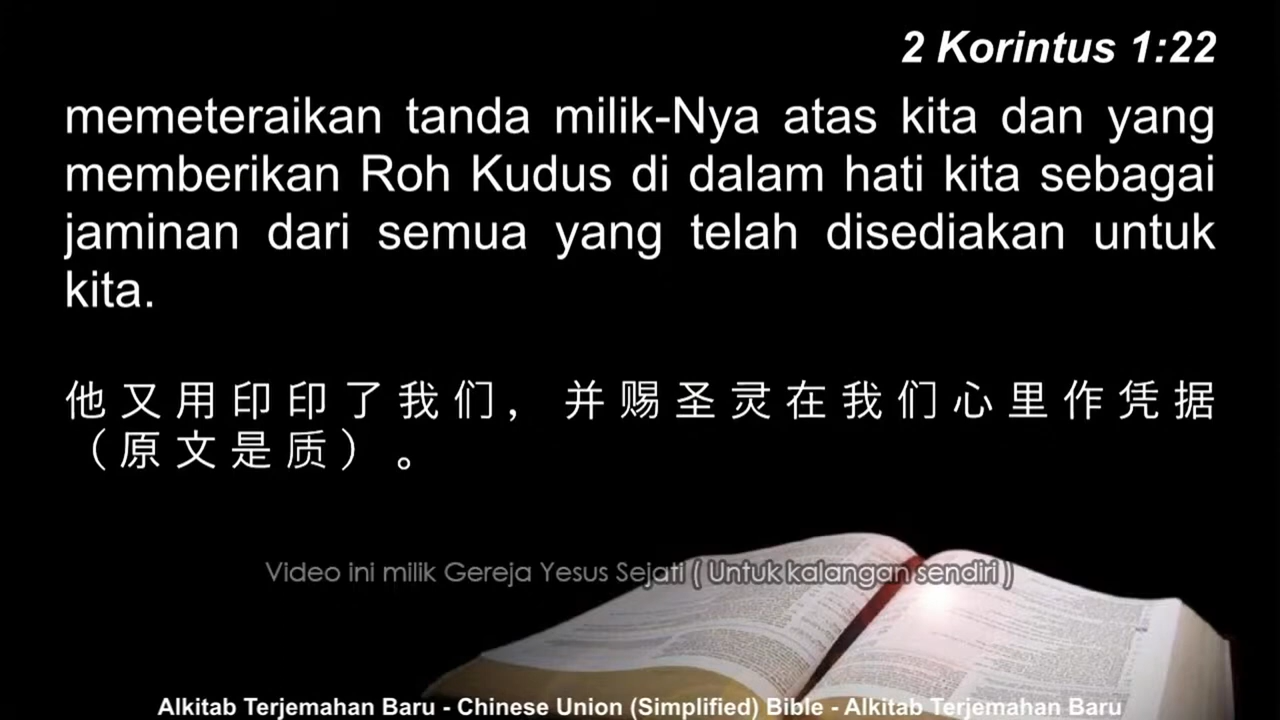 2 Korintus 1:22
memeteraikan tanda milik-Nya atas kita dan yang
memberikan Roh Kudus di dalam hati kita sebagai
jaminan dari semua yang telah disediakan untuk
kita.
他又用印印了我们，并赐圣灵在我们心里作凭据
（原文是质）。
Video ini milik Gereja Yesus Sejati ( Untuk kalangan sendiri )
Alkitab Terjemahan Baru - Chinese Union (Simplified) Bible - Alkitab Terjemahan Baru